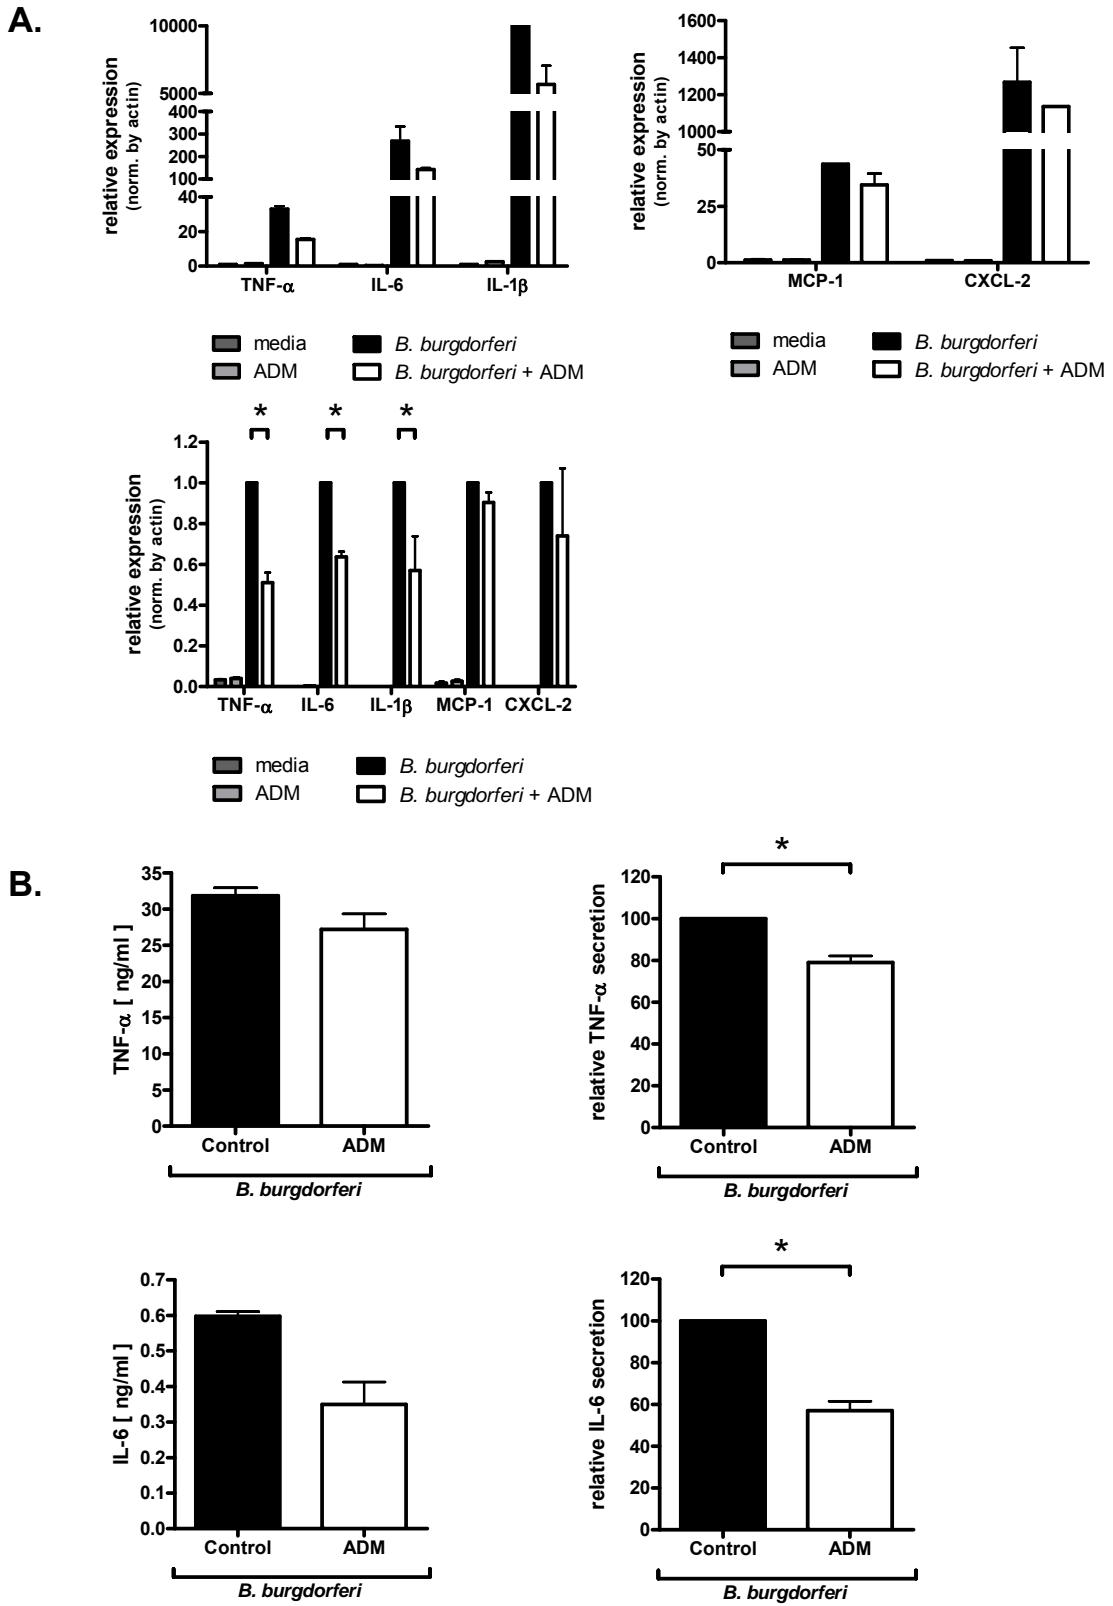 A.
relative expression
(norm. by actin)
10000
5000
400
300
200
100
40
20
0
TNF-α IL-6 IL-1β
media
ADM
B. burgdorferi
B. burgdorferi + ADM
relative expression
(norm. by actin)
1600
1400
1200
1000
50
25
0
MCP-1 CXCL-2
media
ADM
B. burgdorferi
B. burgdorferi + ADM
* * *
relative expression
(norm. by actin)
1.2
1.0
0.8
0.6
0.4
0.2
0.0
TNF-α IL-6 IL-1β MCP-1 CXCL-2
media
ADM
B. burgdorferi
B. burgdorferi + ADM
B.
TNF-α [ ng/ml ]
35
30
25
20
15
10
5
0
Control ADM
B. burgdorferi
*
relative TNF-α secretion
120
100
80
60
40
20
0
Control ADM
B. burgdorferi
IL-6 [ ng/ml ]
0.7
0.6
0.5
0.4
0.3
0.2
0.1
0.0
Control ADM
B. burgdorferi
*
relative IL-6 secretion
120
100
80
60
40
20
0
Control ADM
B. burgdorferi